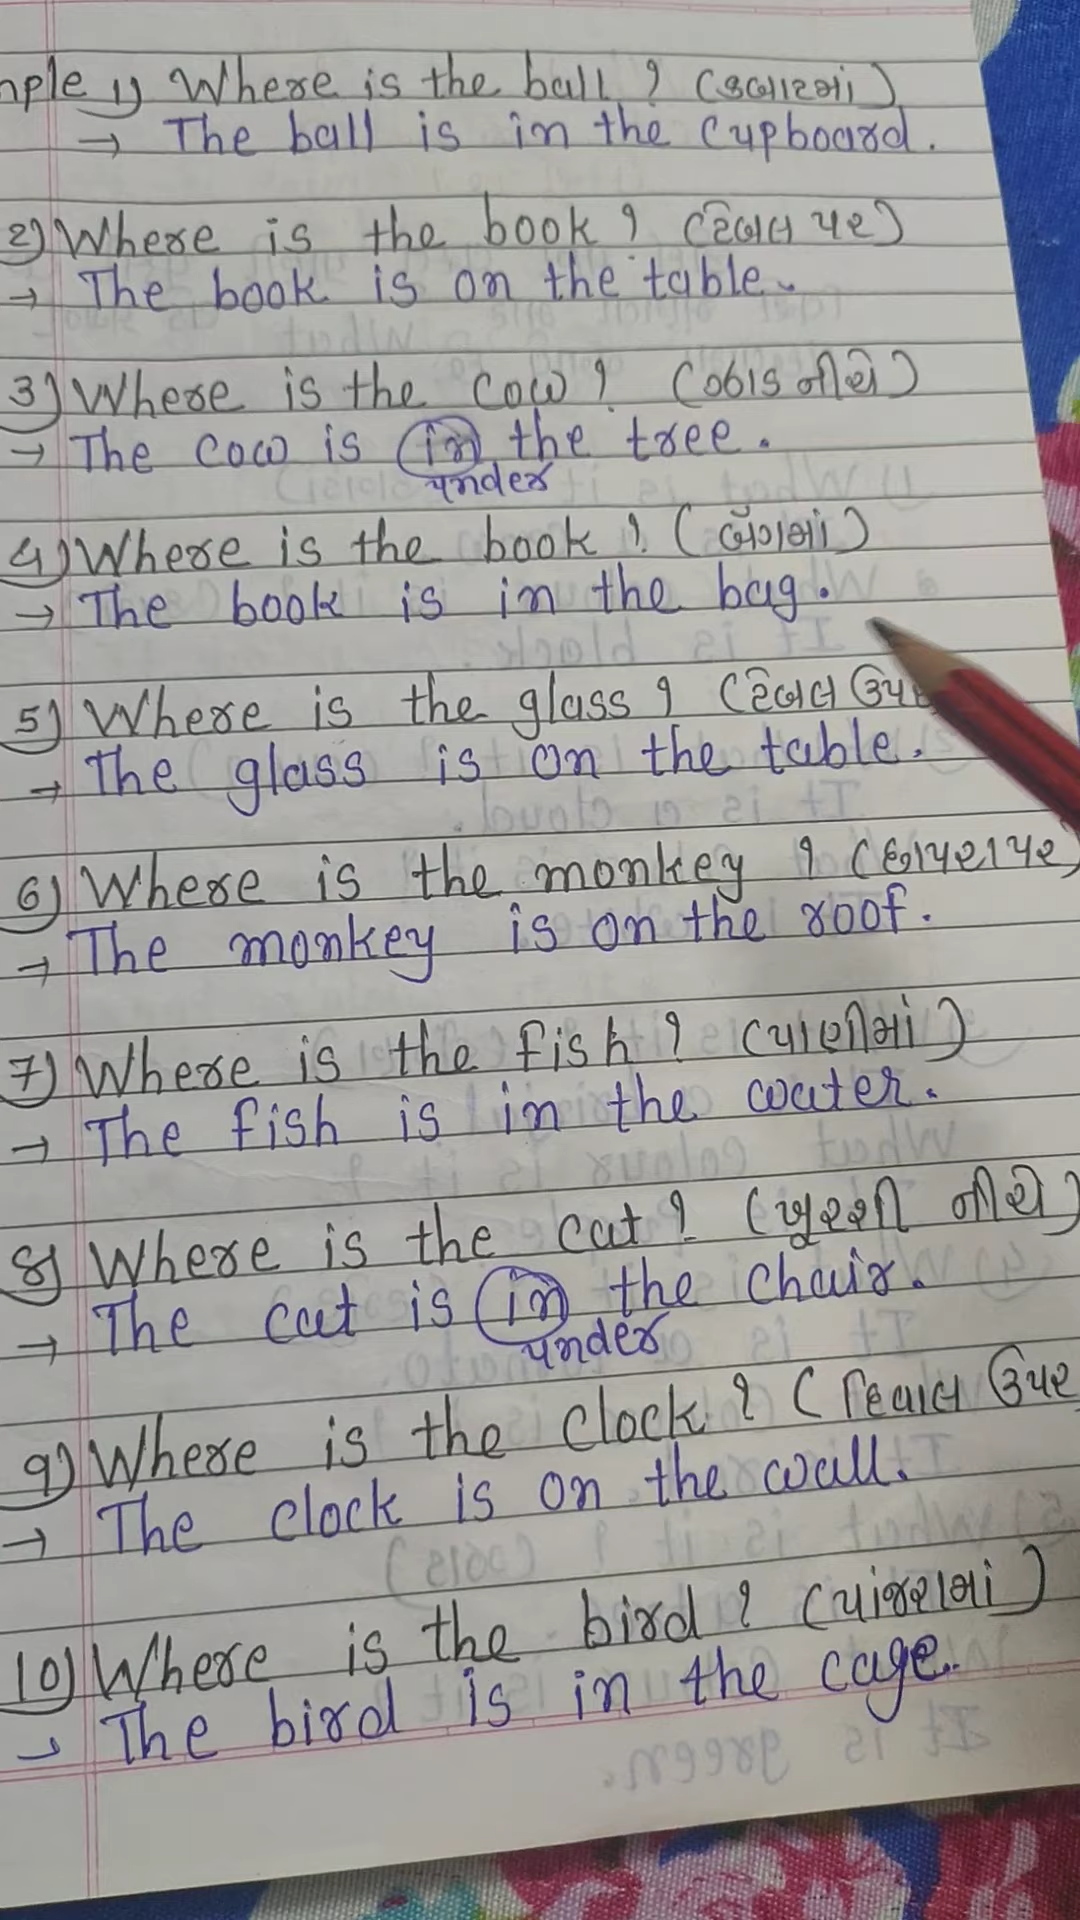 mple 1) Where is the ball ? (કબાટમાં)
→ The ball is in the cupboard.
2) Where is the book ? (ટેબલ પર)
→ The book is on the table.
3) Where is the cow ? (ઝાડ નીચે)
→ The cow is in the tree.
under
4) Where is the book ? (બૅગમાં)
→ The book is in the bag.
5) Where is the glass ? (ટેબલ ઉપ
→ The glass is on the table.
6) Where is the monkey ? (છાપરાપર)
→ The monkey is on the roof.
7) Where is the fish ? (પાણીમાં)
→ The fish is in the water.
8) Where is the cat ? (ખુરશી નીચે)
→ The cat is in the chair.
under
9) Where is the clock ? (દિવાલ ઉપર
→ The clock is on the wall.
10) Where is the bird ? (પાંજરામાં)
→ The bird is in the cage.